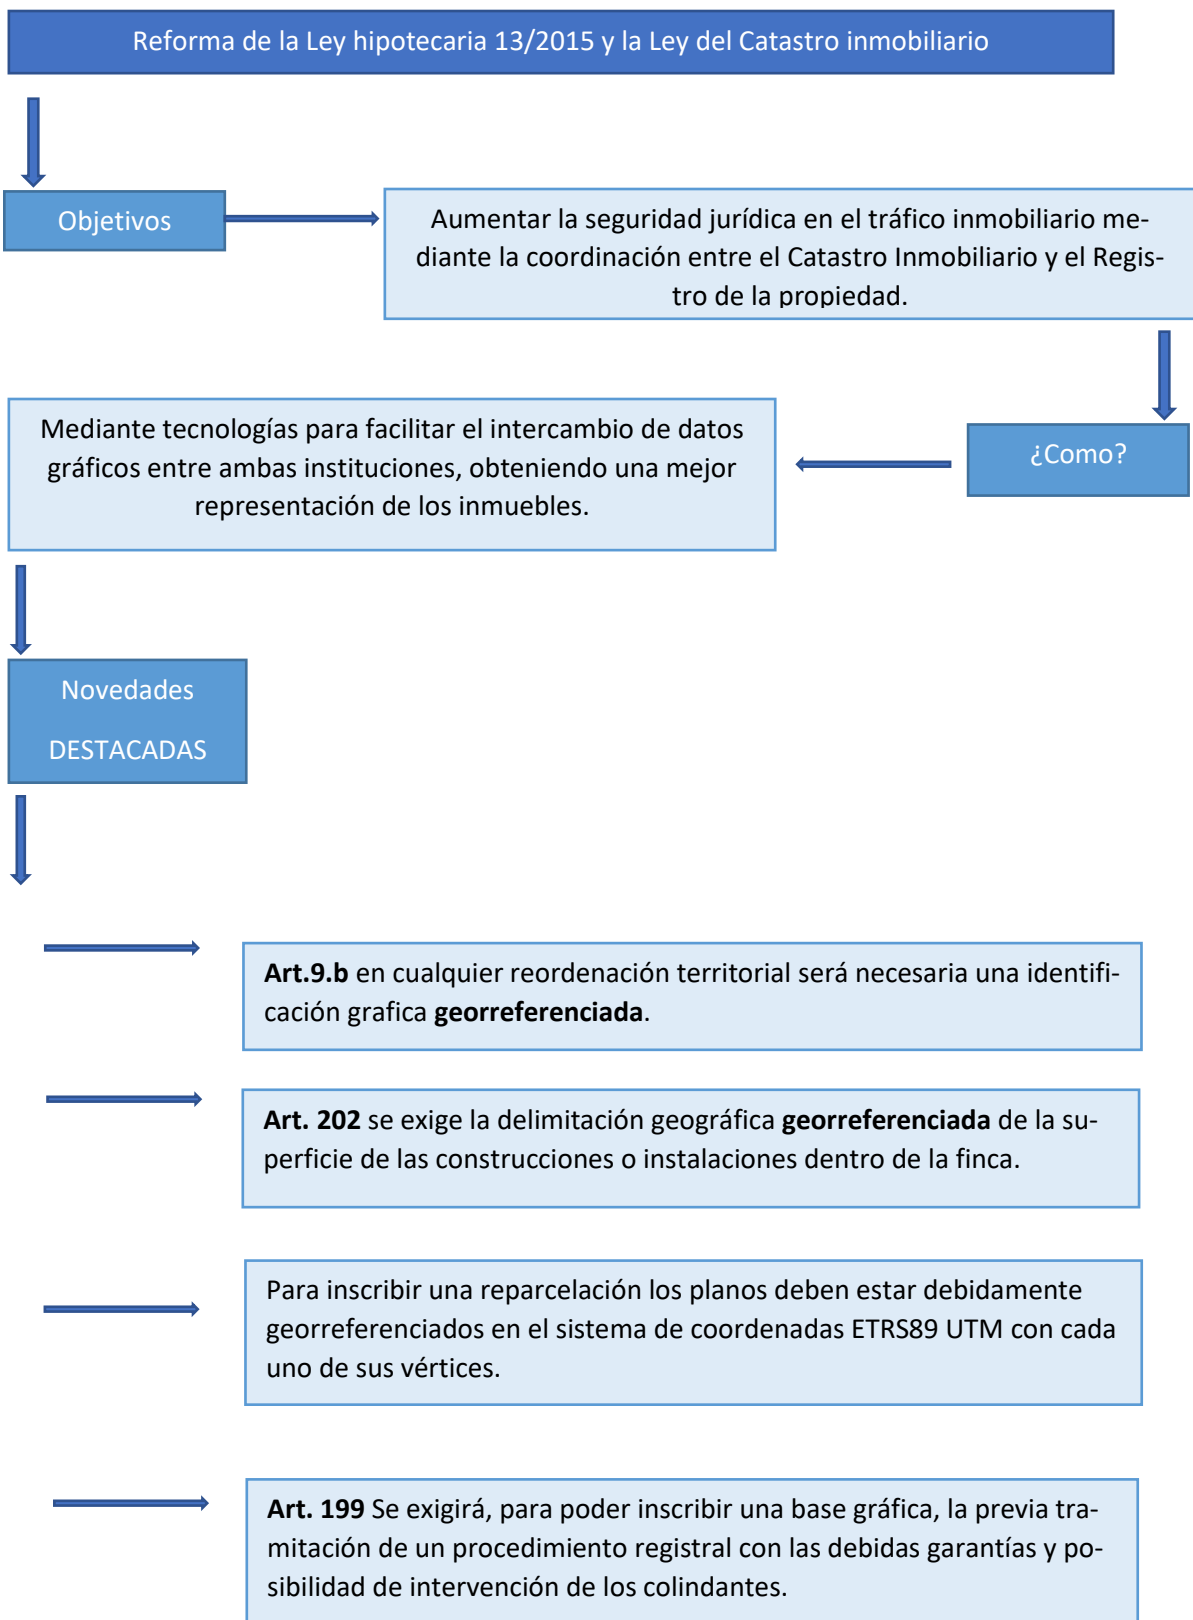 Reforma de la Ley hipotecaria 13/2015 y la Ley del Catastro inmobiliario
Objetivos
Aumentar la seguridad jurídica en el tráfico inmobiliario me-
diante la coordinación entre el Catastro Inmobiliario y el Regis-
tro de la propiedad.
¿Como?
Mediante tecnologías para facilitar el intercambio de datos
gráficos entre ambas instituciones, obteniendo una mejor
representación de los inmuebles.
Novedades
DESTACADAS
Art.9.b en cualquier reordenación territorial será necesaria una identifi-
cación grafica georreferenciada.
Art. 202 se exige la delimitación geográfica georreferenciada de la su-
perficie de las construcciones o instalaciones dentro de la finca.
Para inscribir una reparcelación los planos deben estar debidamente
georreferenciados en el sistema de coordenadas ETRS89 UTM con cada
uno de sus vértices.
Art. 199 Se exigirá, para poder inscribir una base gráfica, la previa tra-
mitación de un procedimiento registral con las debidas garantías y po-
sibilidad de intervención de los colindantes.